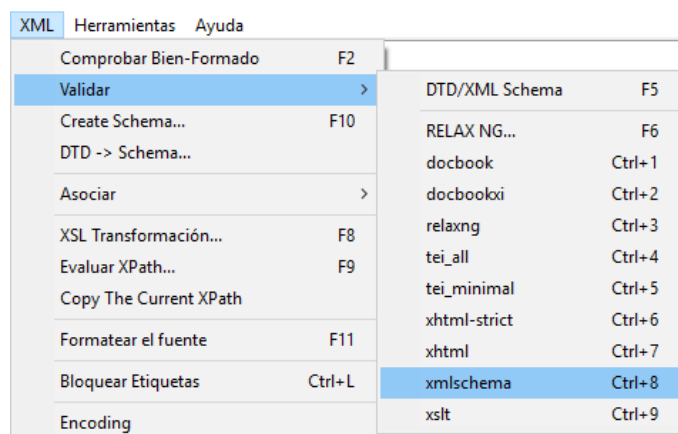 XML Herramientas Ayuda
Comprobar Bien-Formado F2
Validar
Create Schema... F10
DTD -> Schema...
Asociar
XSL Transformación... F8
Evaluar XPath... F9
Copy The Current XPath
Formatear el fuente F11
Bloquear Etiquetas Ctrl+L
Encoding
DTD/XML Schema F5
RELAX NG... F6
docbook Ctrl+1
docbookxi Ctrl+2
relaxng Ctrl+3
tei_all Ctrl+4
tei_minimal Ctrl+5
xhtml-strict Ctrl+6
xhtml Ctrl+7
xmlschema Ctrl+8
xslt Ctrl+9